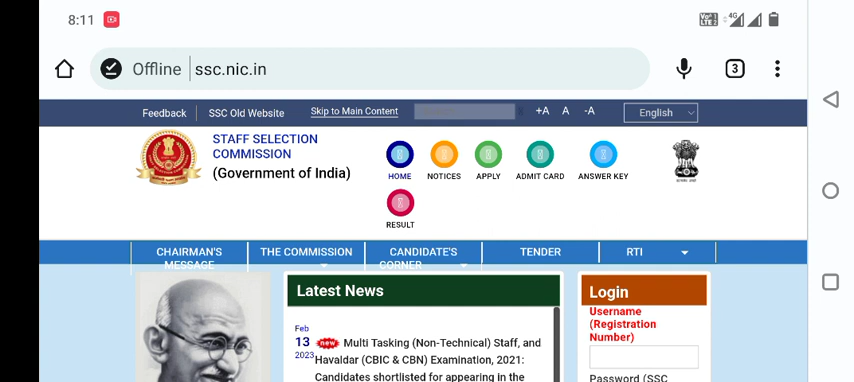 8:11
4G
Offline ssc.nic.in
3
Feedback SSC Old Website Skip to Main Content +A A -A English
STAFF SELECTION
COMMISSION
(Government of India)
HOME NOTICES APPLY ADMIT CARD ANSWER KEY
RESULT
CHAIRMAN'S
MESSAGE
THE COMMISSION
CANDIDATE'S
CORNER
TENDER
RTI
Latest News
Feb
13
2023
new Multi Tasking (Non-Technical) Staff, and
Havaldar (CBIC & CBN) Examination, 2021:
Candidates shortlisted for appearing in the
Login
Username
(Registration
Number)
Password (SSC